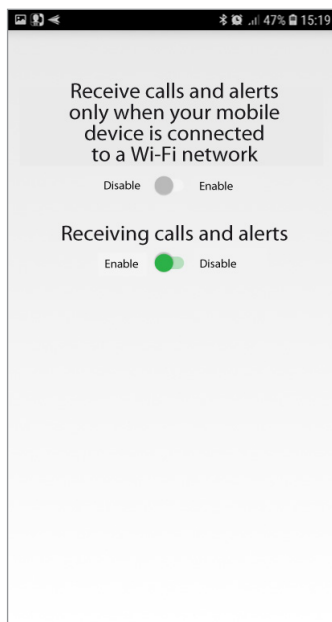 47% 15:19
Receive calls and alerts
only when your mobile
device is connected
to a Wi-Fi network
Disable Enable
Receiving calls and alerts
Enable Disable